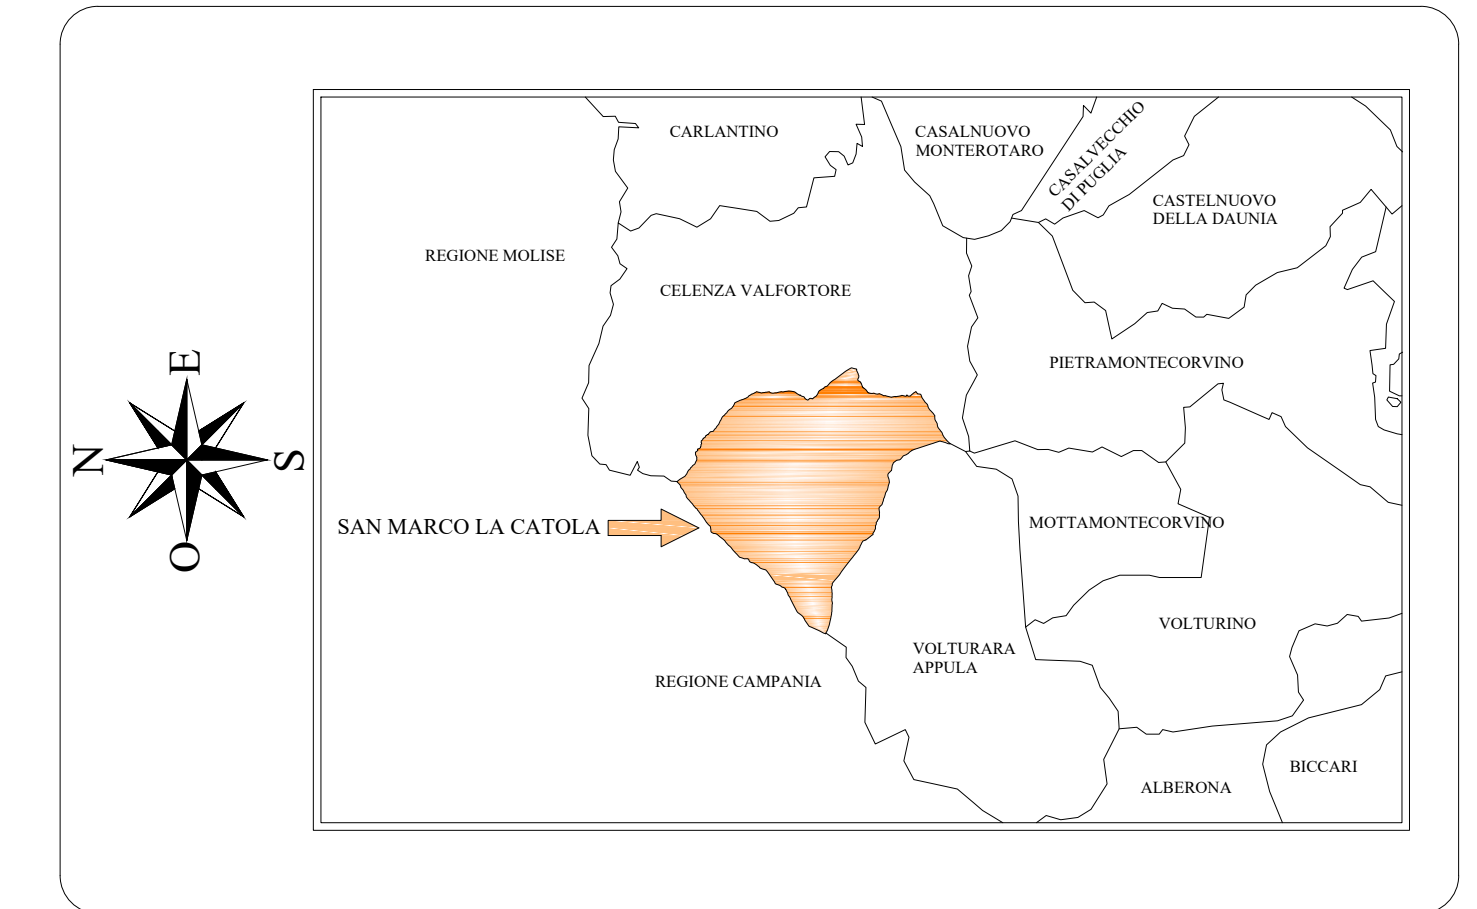 CARLANTINO
CASALNUOVO
MONTEROTARO
CASALVECCHIO
DI PUGLIA
CASTELNUOVO
DELLA DAUNIA
REGIONE MOLISE
CELENZA VALFORTORE
PIETRAMONTECORVINO
E
N
S
O
SAN MARCO LA CATOLA
MOTTAMONTECORVINO
VOLTURINO
VOLTURARA
APPULA
REGIONE CAMPANIA
BICCARI
ALBERONA